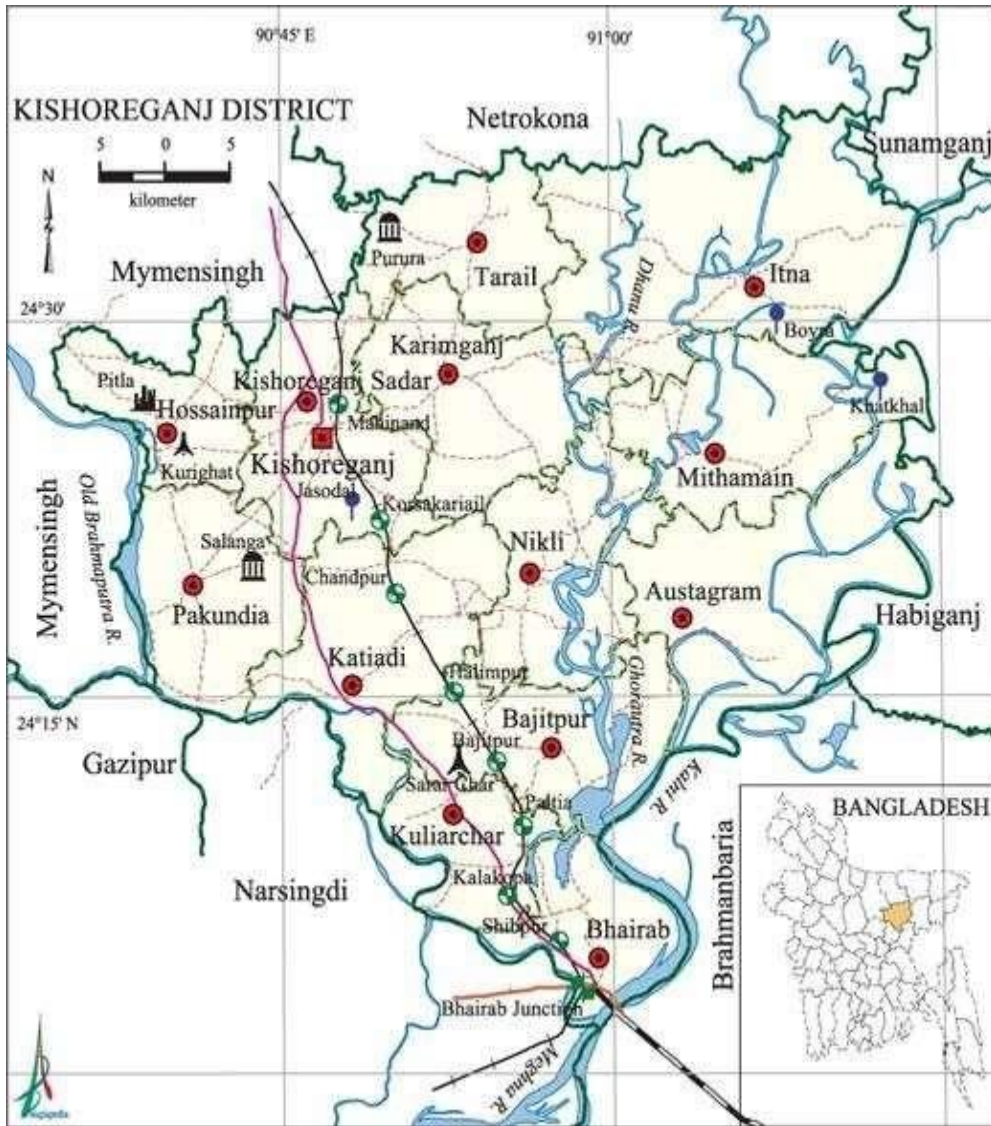 90°45' E
91°00'
KISHOREGANJ DISTRICT
5 0 5
kilometer
N
Netrokona
Sunamganj
Mymensingh
Purura
Tarail
Dhanu R.
Itna
24°30'
Boyra
Karimganj
Pitla
Kishoreganj Sadar
Khatkhal
Hossainpur
Mahinand
Kurighat
Kishoreganj
Mithamain
Jasodal
Korsakariail
Old Brahmaputra R.
Mymensingh
Salanga
Nikli
Chandpur
Pakundia
Austagram
Habiganj
Katiadi
Halimpur
Ghorautra R.
24°15' N
Bajitpur
Gazipur
Bajitpur
Sarar Char
Kalni R.
Paltia
BANGLADESH
Kuliarchar
Narsingdi
Kalakopa
Shibpur
Bhairab
Brahmanbaria
Bhairab Junction
Meghna R.